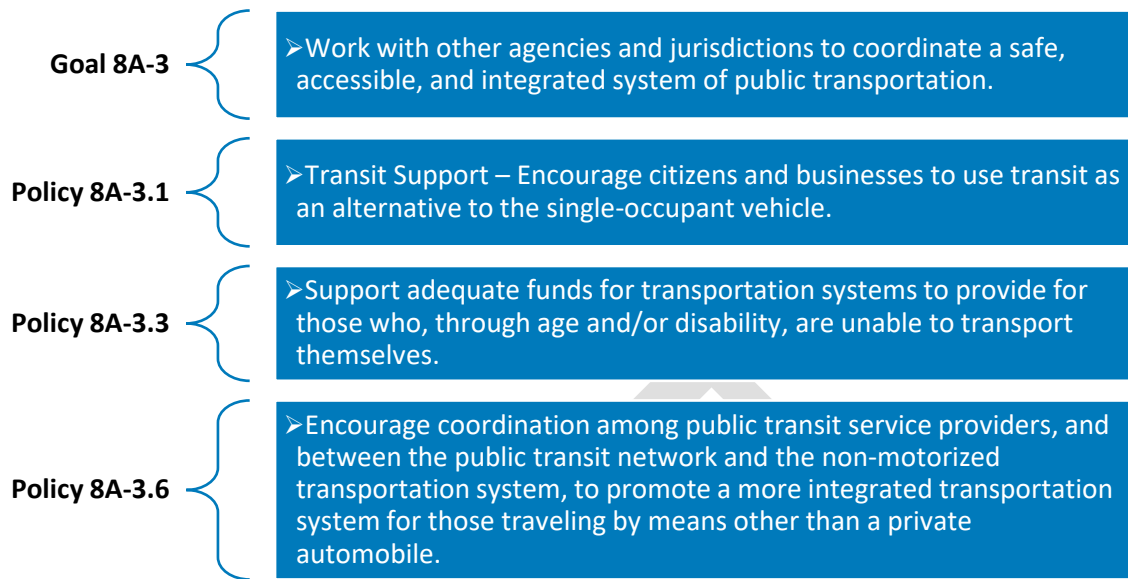 Goal 8A-3
➢Work with other agencies and jurisdictions to coordinate a safe,
accessible, and integrated system of public transportation.
Policy 8A-3.1
➢Transit Support – Encourage citizens and businesses to use transit as
an alternative to the single-occupant vehicle.
Policy 8A-3.3
➢Support adequate funds for transportation systems to provide for
those who, through age and/or disability, are unable to transport
themselves.
Policy 8A-3.6
➢Encourage coordination among public transit service providers, and
between the public transit network and the non-motorized
transportation system, to promote a more integrated transportation
system for those traveling by means other than a private
automobile.